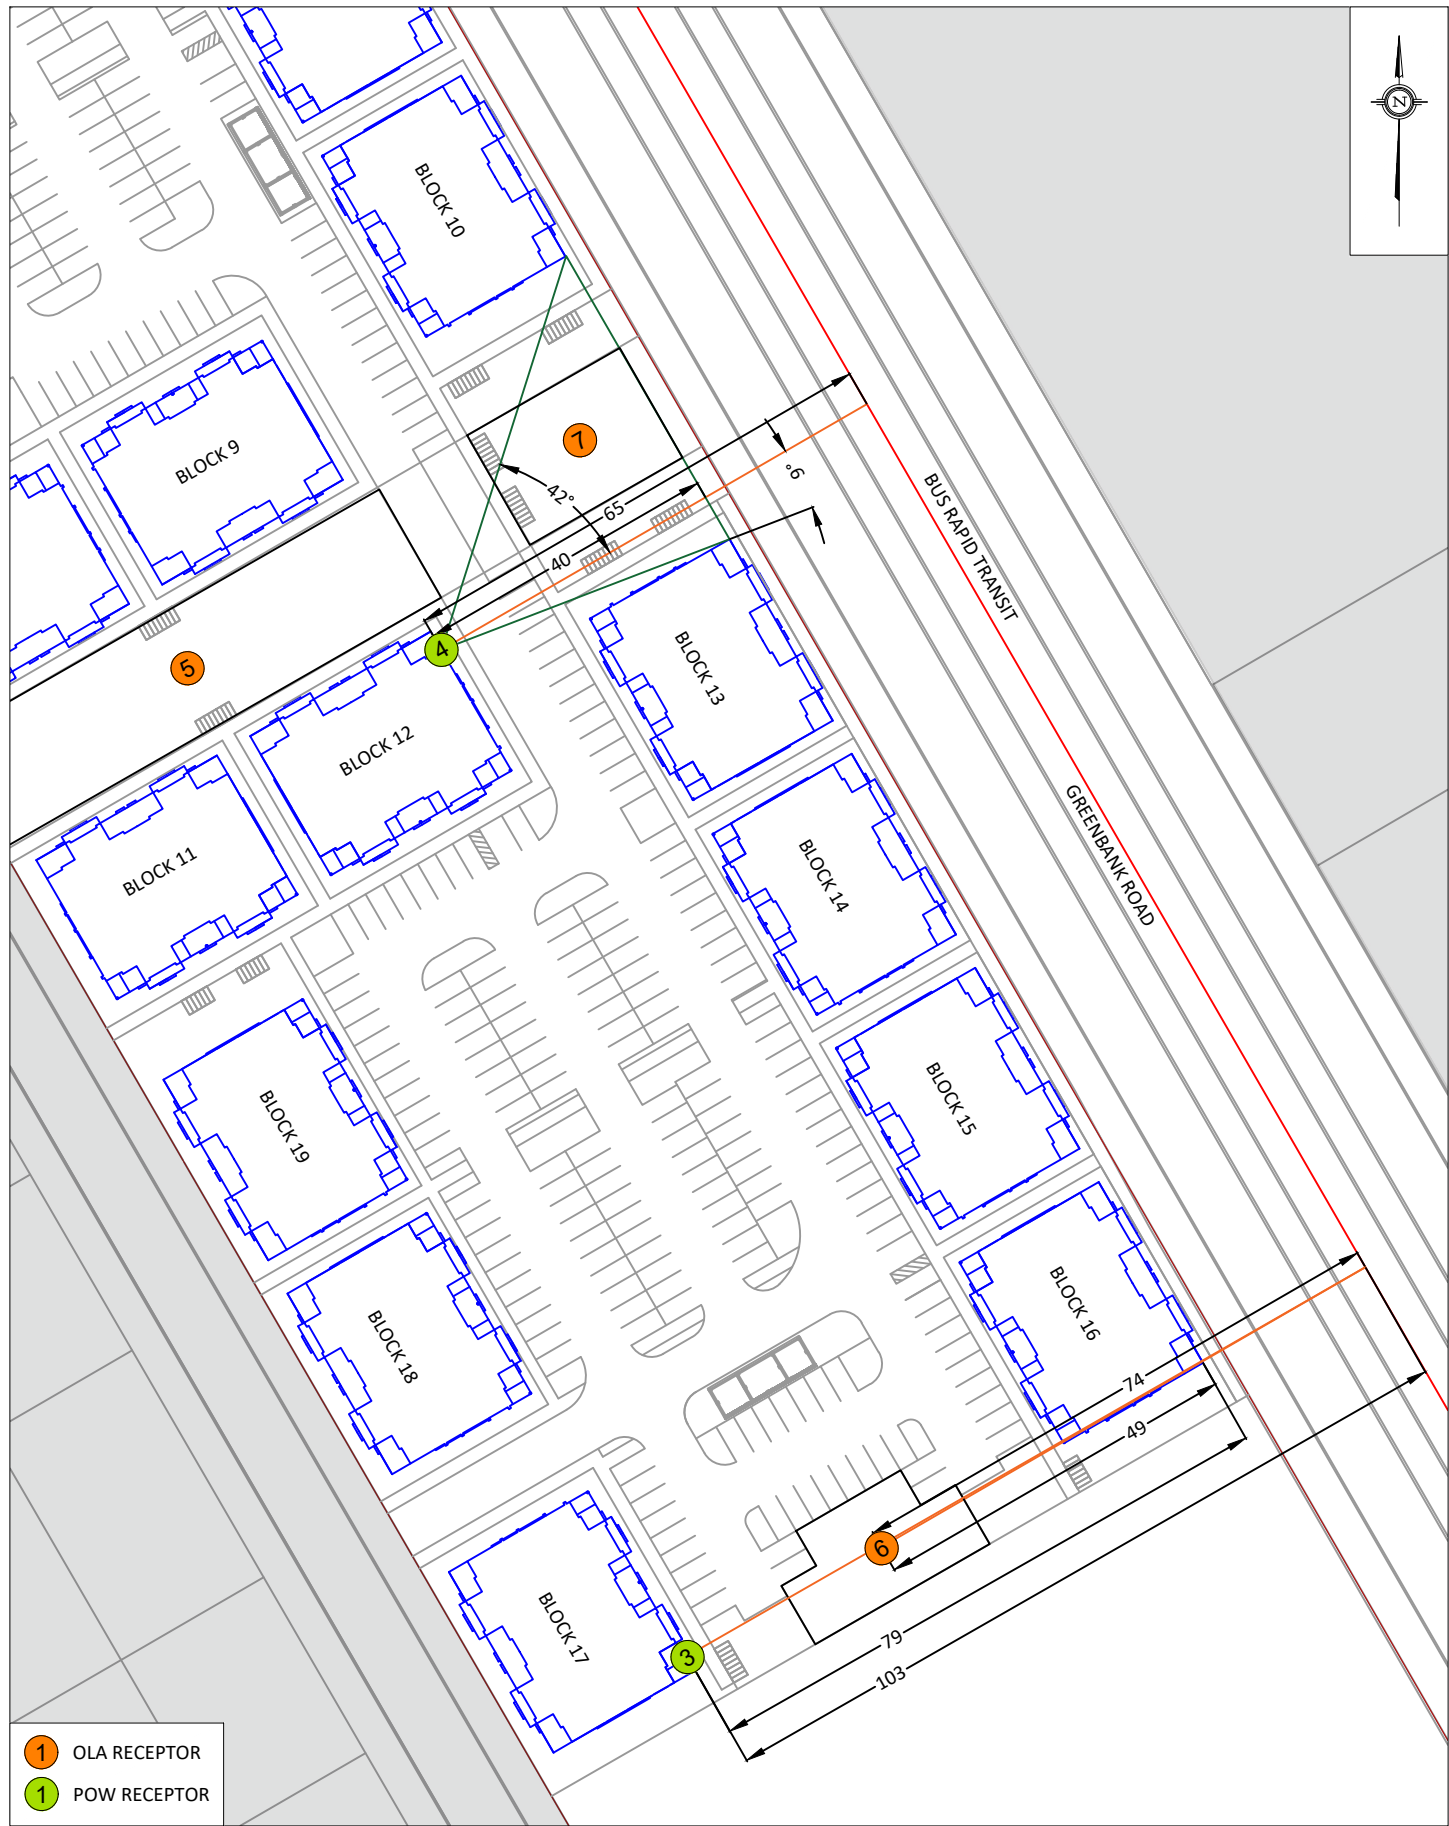 N
BLOCK 10
7
BLOCK 9
42°
65
9°
40
BUS RAPID TRANSIT
4
5
BLOCK 13
BLOCK 12
GREENBANK ROAD
BLOCK 14
BLOCK 11
BLOCK 15
BLOCK 19
BLOCK 16
BLOCK 18
74
49
6
BLOCK 17
79
3
103
1 OLA RECEPTOR
1 POW RECEPTOR